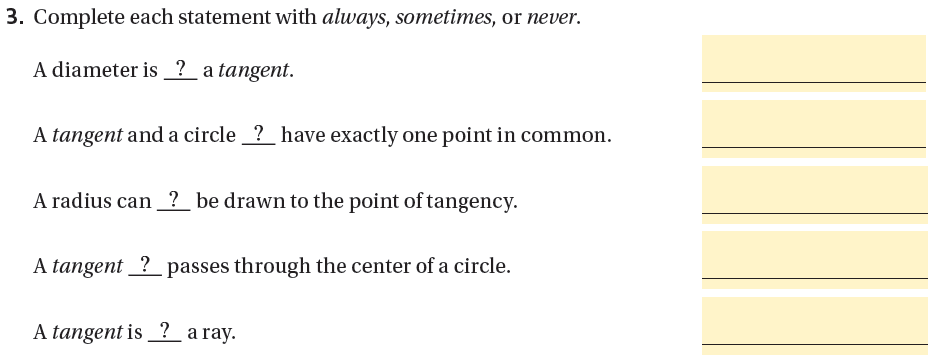 3. Complete each statement with always, sometimes, or never.
A diameter is ? a tangent.
A tangent and a circle ? have exactly one point in common.
A radius can ? be drawn to the point of tangency.
A tangent ? passes through the center of a circle.
A tangent is ? a ray.